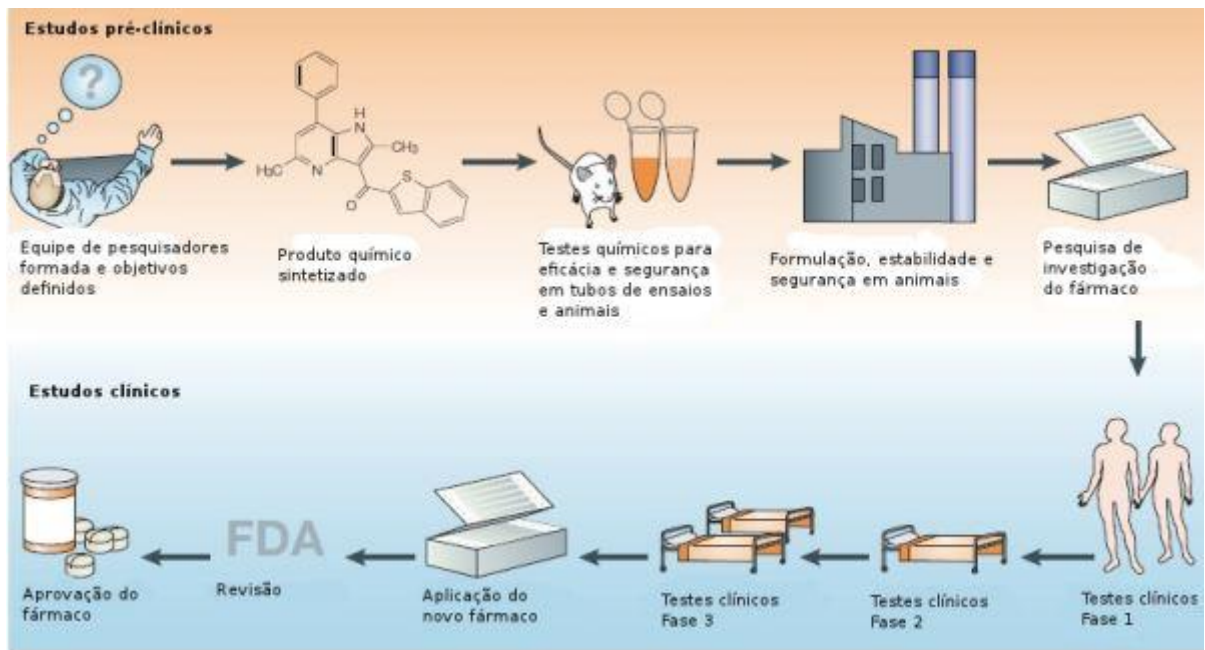 Estudos pré-clínicos
?
H
N
CH₃
H₃C
N
S
O
Equipe de pesquisadores
formada e objetivos
definidos
Produto químico
sintetizado
Testes químicos para
eficácia e segurança
em tubos de ensaios
e animais
Formulação, estabilidade e
segurança em animais
Pesquisa de
investigação
do fármaco
Estudos clínicos
Testes clínicos
Fase 1
Testes clínicos
Fase 2
Testes clínicos
Fase 3
Aplicação do
novo fármaco
FDA
Revisão
Aprovação do
fármaco